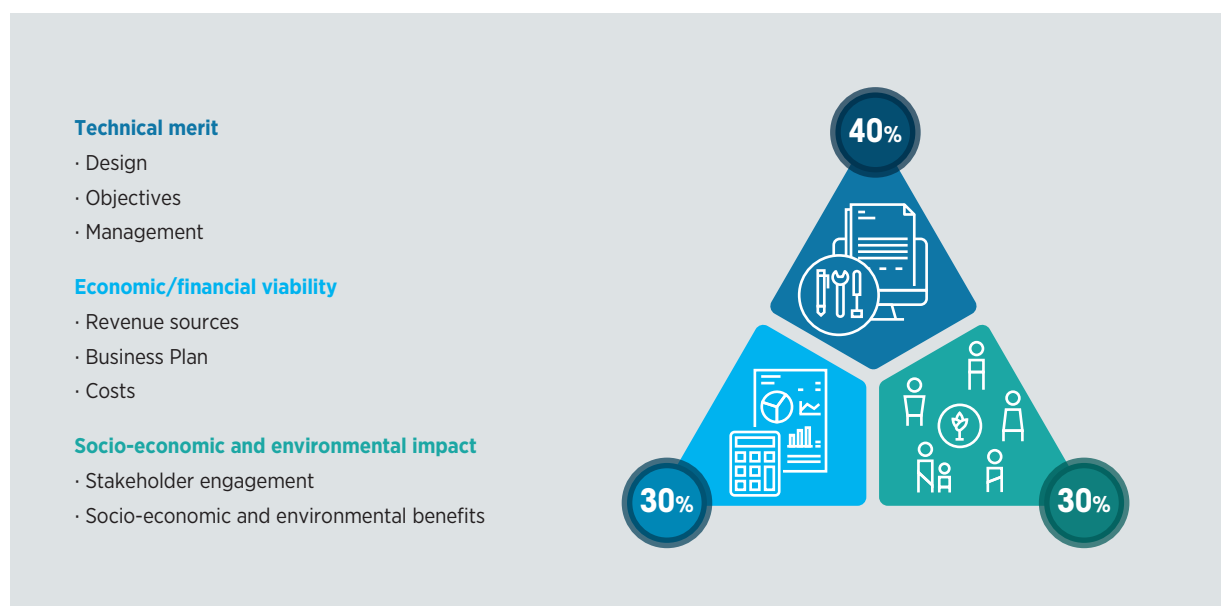 Technical merit
· Design
· Objectives
· Management
Economic/financial viability
· Revenue sources
· Business Plan
· Costs
Socio-economic and environmental impact
· Stakeholder engagement
· Socio-economic and environmental benefits
40%
30%
30%